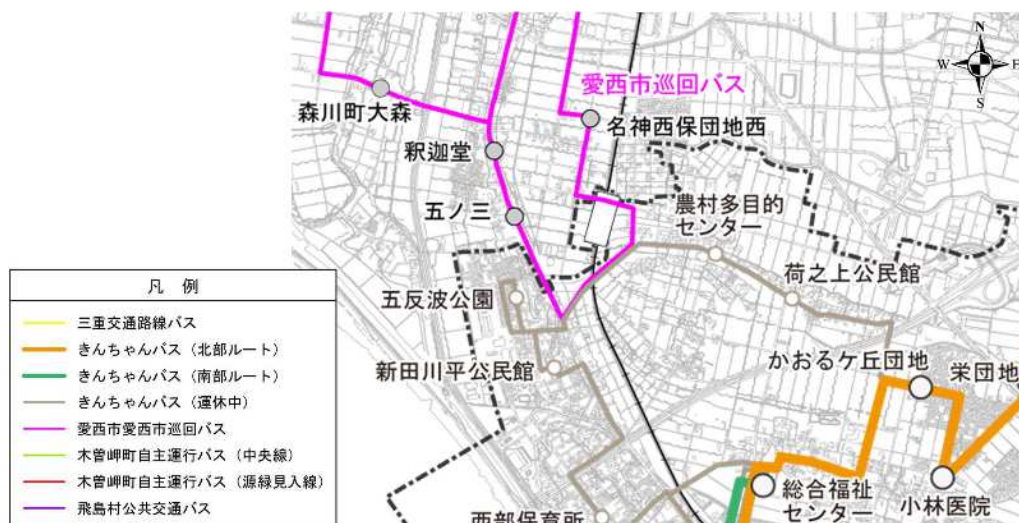 N
W
E
S
愛西市巡回バス
森川町大森
名神西保団地西
釈迦堂
五ノ三
農村多目的
センター
荷之上公民館
五反波公園
新田川平公民館
かおるケ丘団地
栄団地
総合福祉
センター
小林医院
西部保育所
凡 例
三重交通路線バス
きんちゃんバス（北部ルート）
きんちゃんバス（南部ルート）
きんちゃんバス（運休中）
愛西市愛西市巡回バス
木曽岬町自主運行バス（中央線）
木曽岬町自主運行バス（源緑見入線）
飛島村公共交通バス